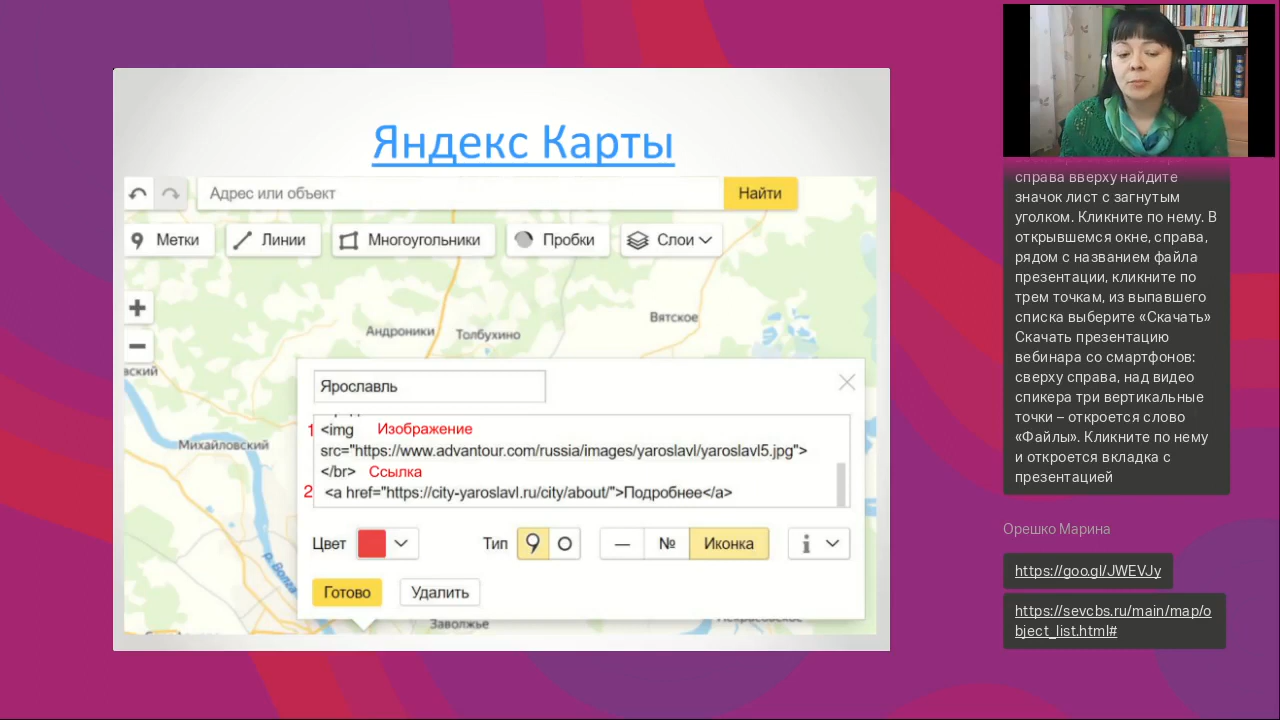 Яндекс Карты
Адрес или объект
Найти
Метки
Линии
Многоугольники
Пробки
Слои
Андроники
Толбухино
Вятское
вский
Михайловский
р. Волга
Ярославль
1 <img Изображение
src="https://www.advantour.com/russia/images/yaroslavl/yaroslavl5.jpg">
</br> Ссылка
2 <a href="https://city-yaroslavl.ru/city/about/">Подробнее</a>
Цвет
Тип
№
Иконка
Готово
Удалить
Заволжье
справа вверху найдите
значок лист с загнутым
уголком. Кликните по нему. В
открывшемся окне, справа,
рядом с названием файла
презентации, кликните по
трем точкам, из выпавшего
списка выберите «Скачать»
Скачать презентацию
вебинара со смартфонов:
сверху справа, над видео
спикера три вертикальные
точки – откроется слово
«Файлы». Кликните по нему
и откроется вкладка с
презентацией
Орешко Марина
https://goo.gl/JWEVJy
https://sevcbs.ru/main/map/o
bject_list.html#